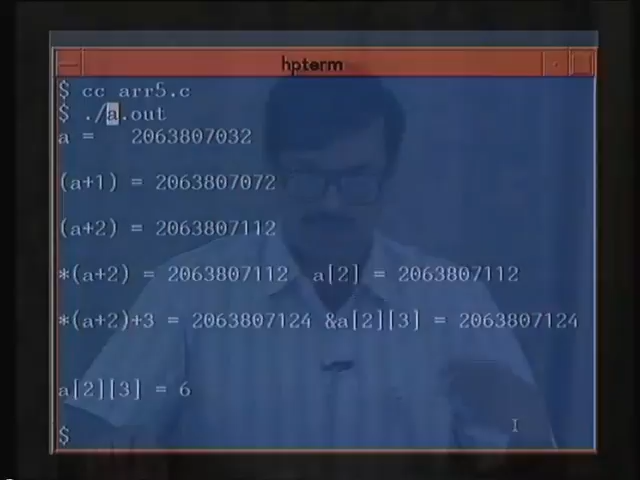 hpterm
$ cc arr5.c
$ ./a.out
a =   2063807032
(a+1) = 2063807072
(a+2) = 2063807112
*(a+2) = 2063807112  a[2] = 2063807112
*(a+2)+3 = 2063807124 &a[2][3] = 2063807124
a[2][3] = 6
$